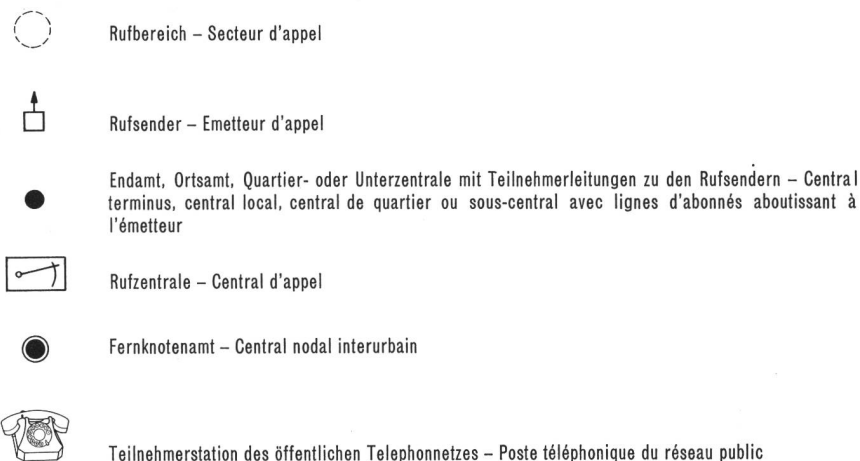 Rufbereich – Secteur d'appel
Rufsender – Emetteur d'appel
Endamt, Ortsamt, Quartier- oder Unterzentrale mit Teilnehmerleitungen zu den Rufsendern – Central
terminus, central local, central de quartier ou sous-central avec lignes d'abonnés aboutissant à
l'émetteur
Rufzentrale – Central d'appel
Fernknotenamt – Central nodal interurbain
Teilnehmerstation des öffentlichen Telephonnetzes – Poste téléphonique du réseau public